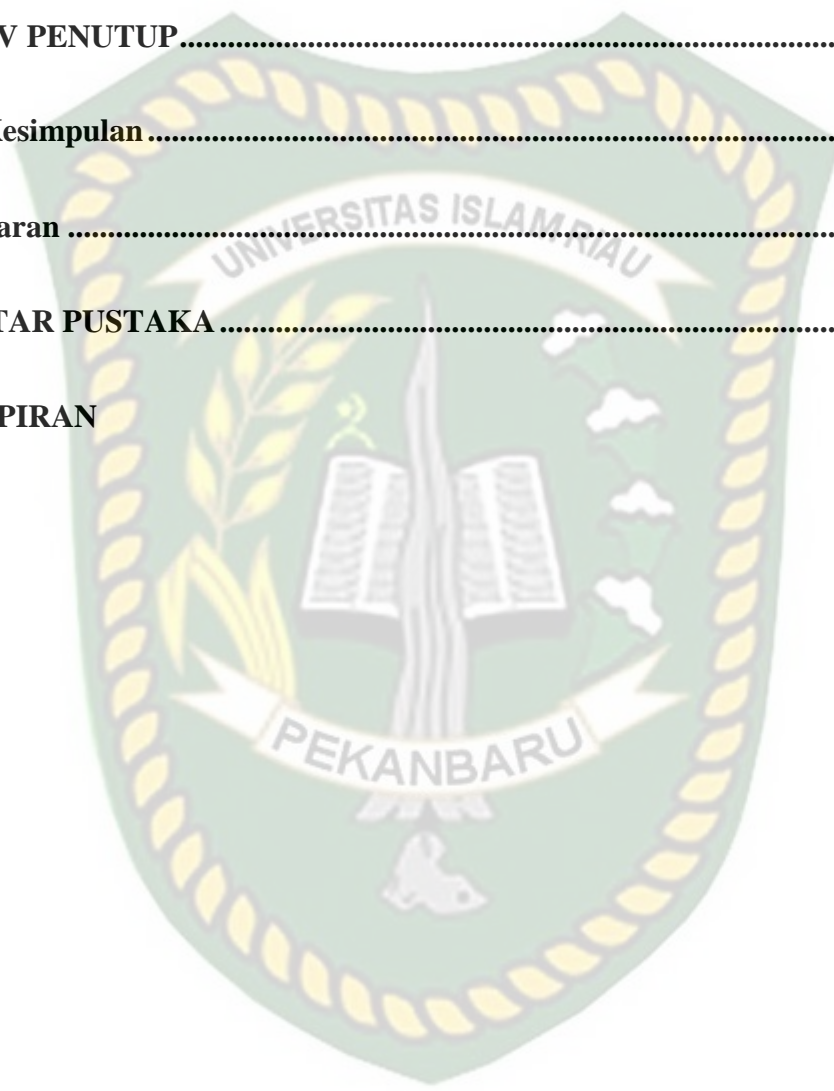 V PENUTUP..........................................................................
esimpulan..........................................................................
aran ..........................................................................
UNIVERSITAS ISLAM RIAU
TAR PUSTAKA..........................................................................
PIRAN
PEKANBARU